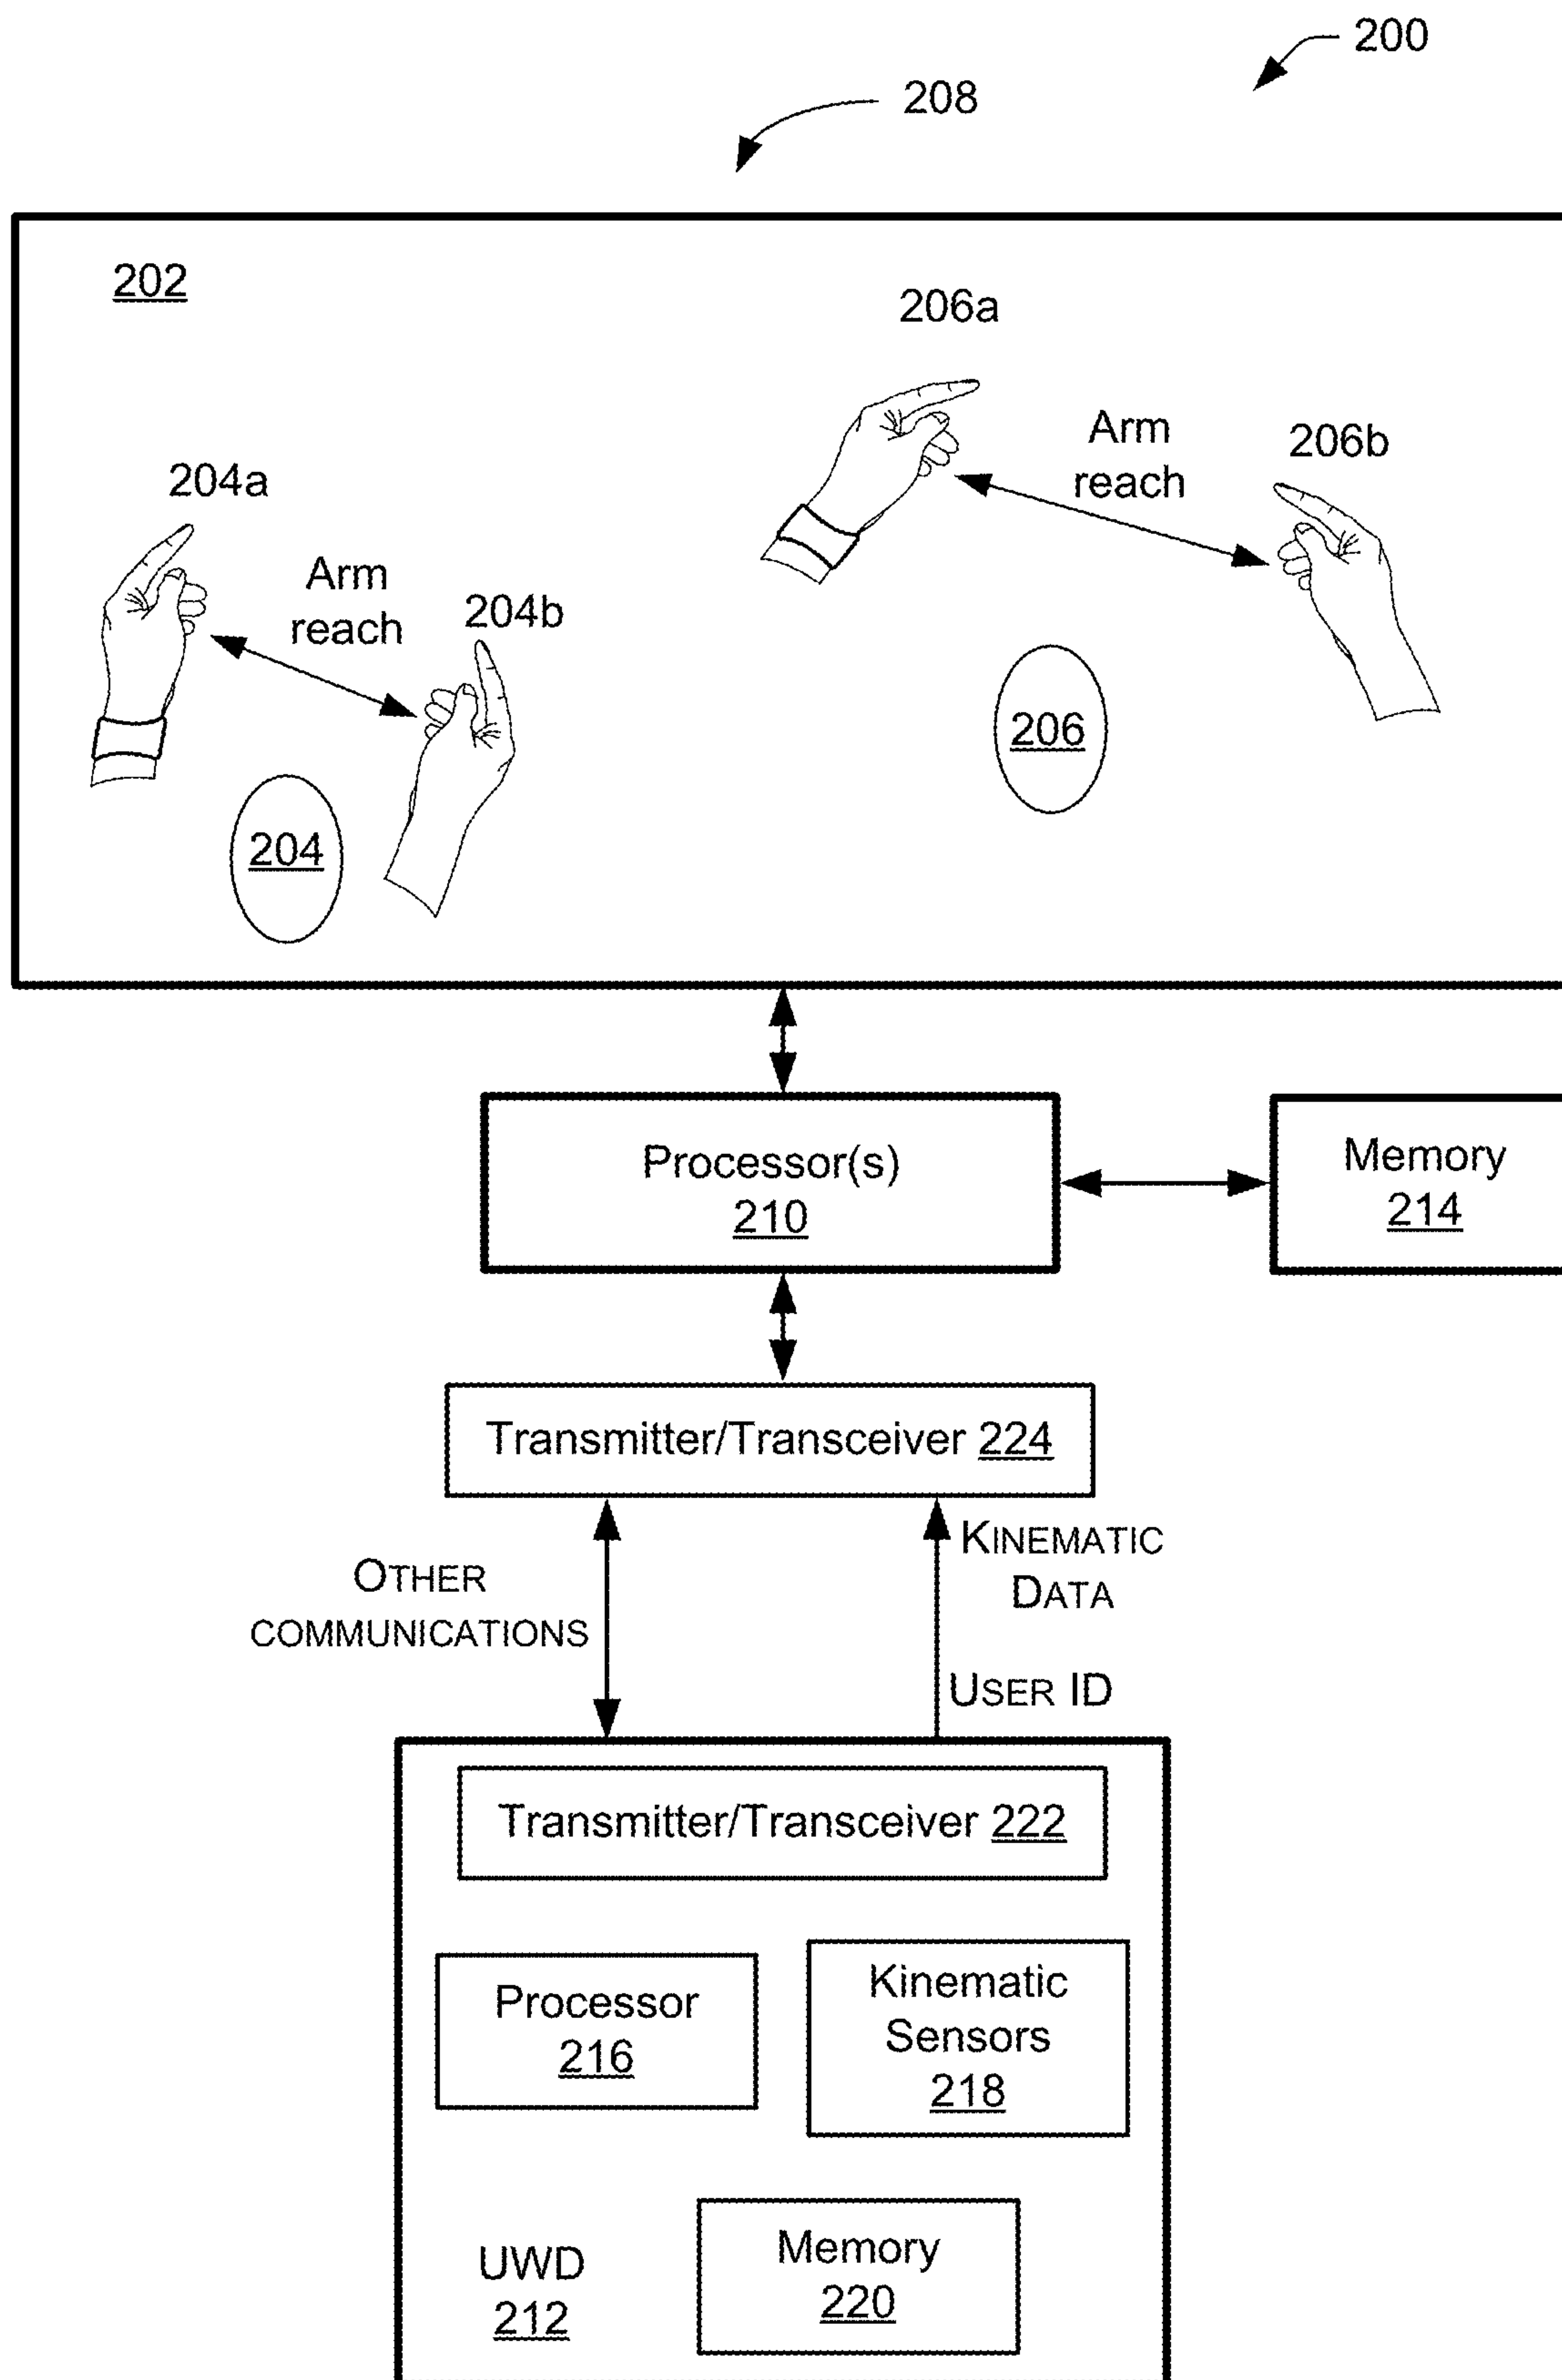 200
208
202
206a
Arm
reach
206b
204a
Arm
reach
204b
206
204
Processor(s)
210
Memory
214
Transmitter/Transceiver 224
OTHER
COMMUNICATIONS
KINEMATIC
DATA
USER ID
Transmitter/Transceiver 222
Processor
216
Kinematic
Sensors
218
UWD
212
Memory
220